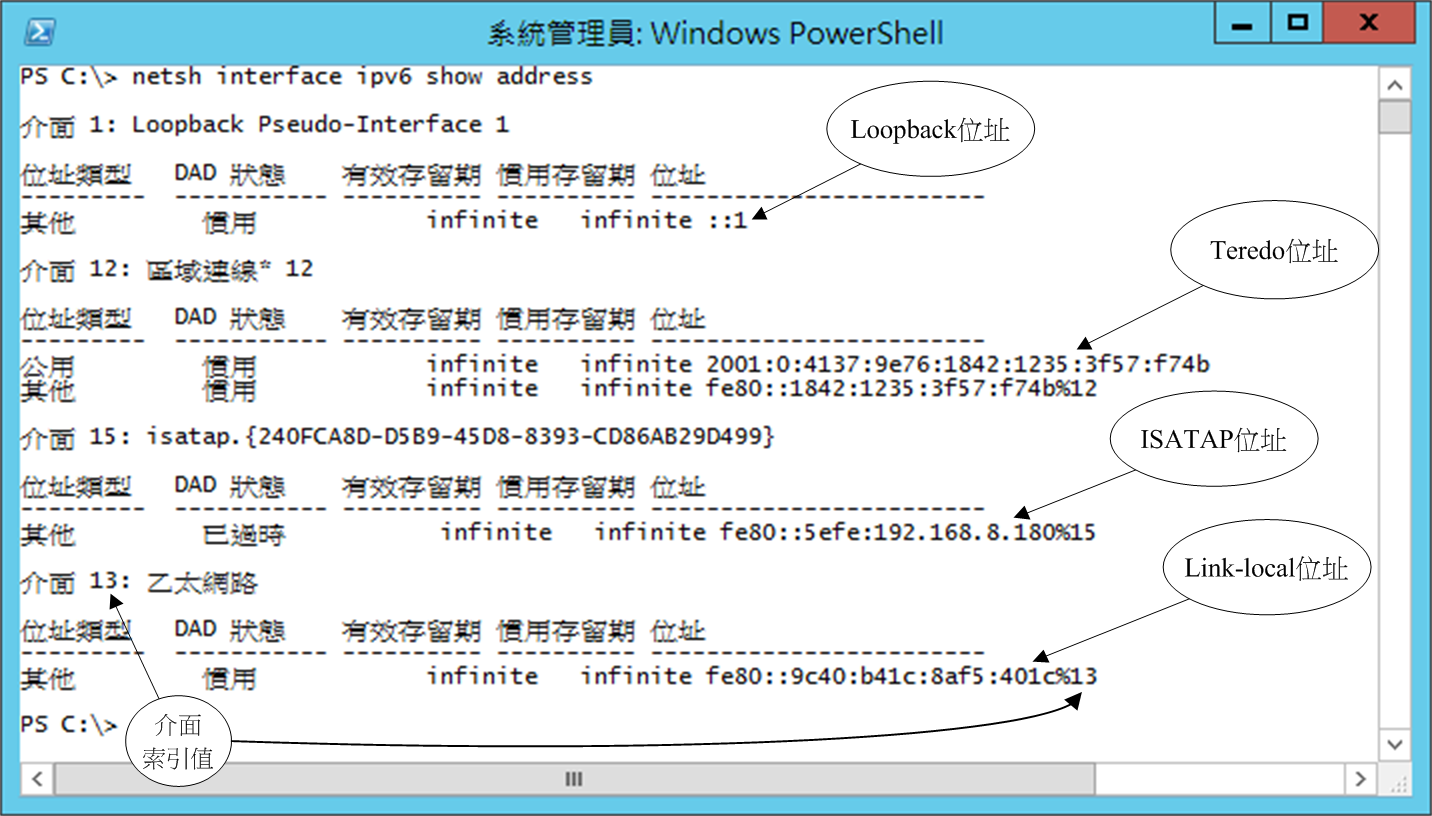 系統管理員: Windows PowerShell
PS C:\> netsh interface ipv6 show address
介面 1: Loopback Pseudo-Interface 1
Loopback位址
位址類型 DAD 狀態 有效存留期 慣用存留期 位址
--------- ----------- ---------- ---------- ------------------------
其他 慣用 infinite infinite ::1
Teredo位址
介面 12: 區域連線* 12
位址類型 DAD 狀態 有效存留期 慣用存留期 位址
--------- ----------- ---------- ---------- ------------------------
公用 慣用 infinite infinite 2001:0:4137:9e76:1842:1235:3f57:f74b
其他 慣用 infinite infinite fe80::1842:1235:3f57:f74b%12
介面 15: isatap.{240FCA8D-D5B9-45D8-8393-CD86AB29D499}
ISATAP位址
位址類型 DAD 狀態 有效存留期 慣用存留期 位址
--------- ----------- ---------- ---------- ------------------------
其他 已過時 infinite infinite fe80::5efe:192.168.8.180%15
Link-local位址
介面 13: 乙太網路
位址類型 DAD 狀態 有效存留期 慣用存留期 位址
--------- ----------- ---------- ---------- ------------------------
其他 慣用 infinite infinite fe80::9c40:b41c:8af5:401c%13
PS C:\>
介面
索引值